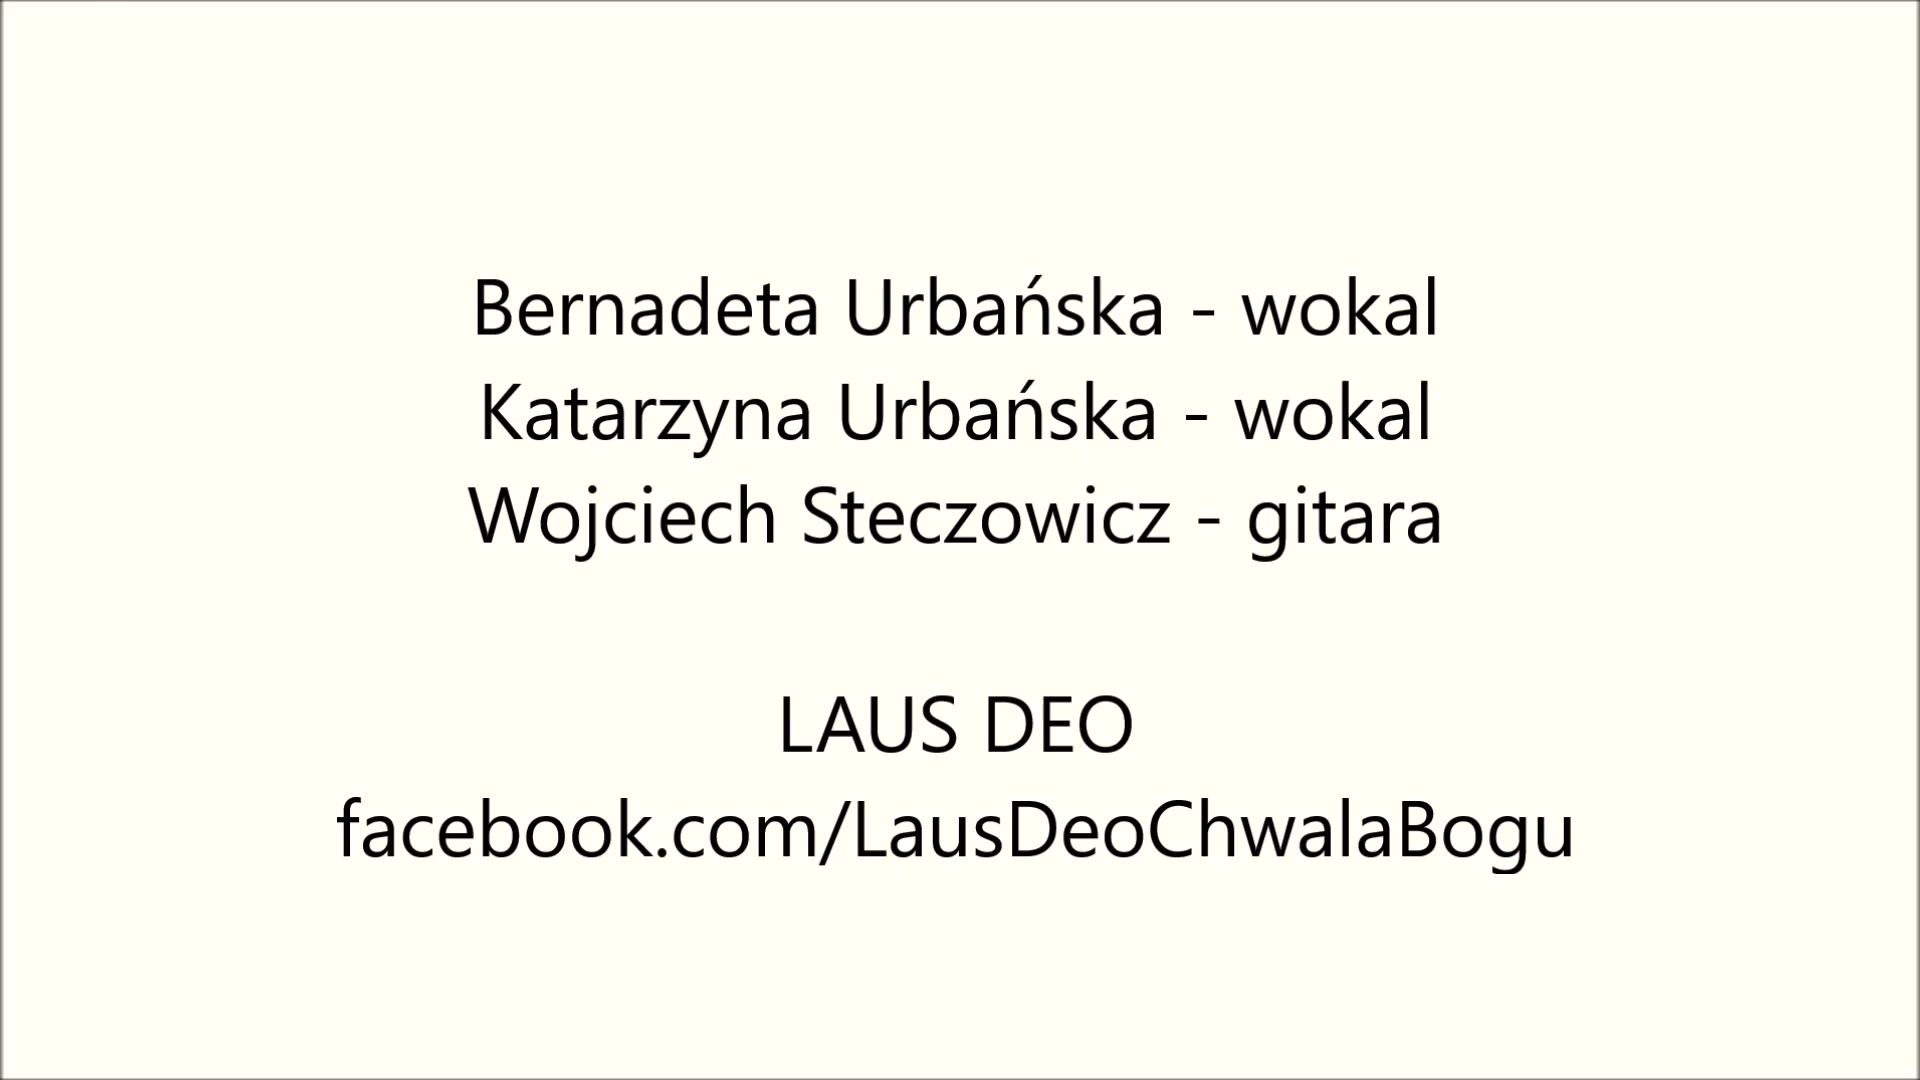 Bernadeta Urbańska - wokal
Katarzyna Urbańska - wokal
Wojciech Steczowicz - gitara
LAUS DEO
facebook.com/LausDeoChwalaBogu